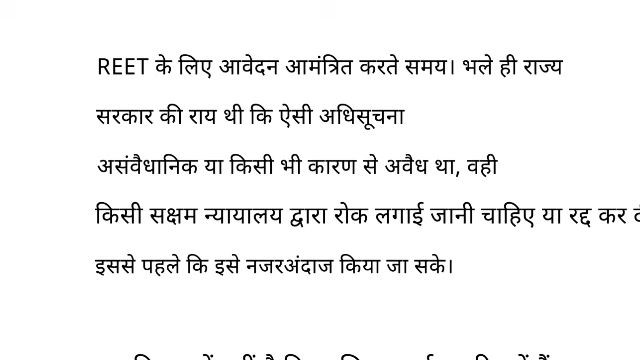 REET के लिए आवेदन आमंत्रित करते समय। भले ही राज्य
सरकार की राय थी कि ऐसी अधिसूचना
असंवैधानिक या किसी भी कारण से अवैध था, वही
किसी सक्षम न्यायालय द्वारा रोक लगाई जानी चाहिए या रद्द कर
इससे पहले कि इसे नजरअंदाज किया जा सके।